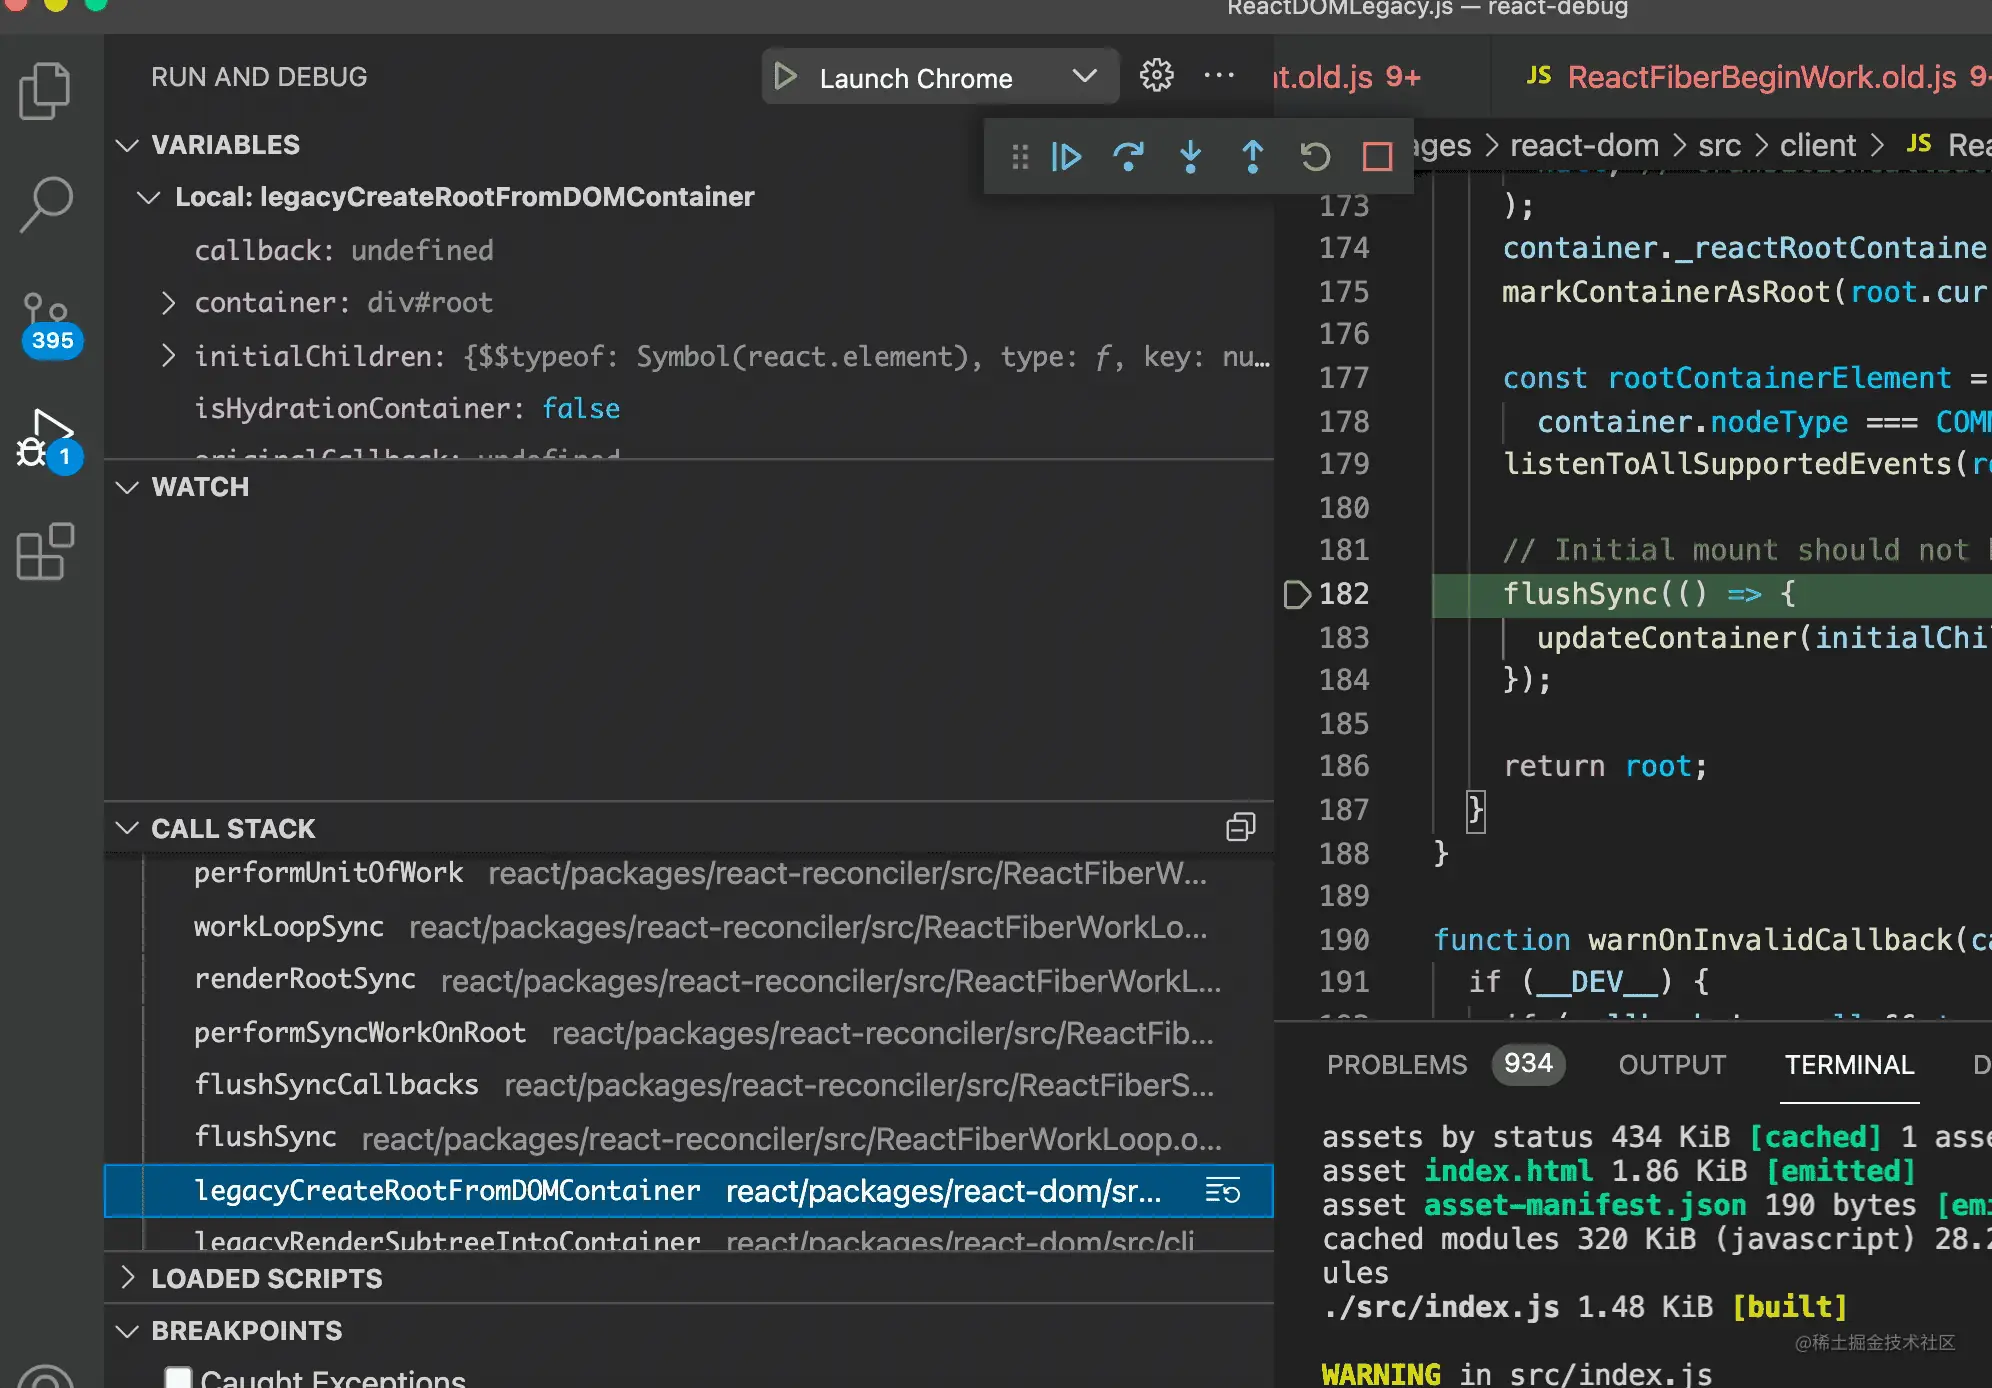 ReactDOMLegacy.js — react-debug
RUN AND DEBUG
Launch Chrome
t.old.js 9+
JS ReactFiberBeginWork.old.js 9
VARIABLES
ages > react-dom > src > client > JS Rea
Local: legacyCreateRootFromDOMContainer
callback: undefined
container: div#root
initialChildren: {$$typeof: Symbol(react.element), type: ƒ, key: nu…
isHydrationContainer: false
originalCallback: undefined
395
1
WATCH
CALL STACK
performUnitOfWork react/packages/react-reconciler/src/ReactFiberW...
workLoopSync react/packages/react-reconciler/src/ReactFiberWorkLo...
renderRootSync react/packages/react-reconciler/src/ReactFiberWorkL...
performSyncWorkOnRoot react/packages/react-reconciler/src/ReactFib...
flushSyncCallbacks react/packages/react-reconciler/src/ReactFiberS...
flushSync react/packages/react-reconciler/src/ReactFiberWorkLoop.o...
legacyCreateRootFromDOMContainer react/packages/react-dom/sr...
legacyRenderSubtreeIntoContainer react/packages/react-dom/src/cli
LOADED SCRIPTS
BREAKPOINTS
Caught Exceptions
173 );
174 container._reactRootContaine
175 markContainerAsRoot(root.cur
176
177 const rootContainerElement =
178 container.nodeType === COMM
179 listenToAllSupportedEvents(ro
180
181 // Initial mount should not
182 flushSync(() => {
183 updateContainer(initialChi
184 });
185
186 return root;
187 }
188 }
189
190 function warnOnInvalidCallback(ca
191 if (__DEV__) {
PROBLEMS 934 OUTPUT TERMINAL D
assets by status 434 KiB [cached] 1 asse
asset index.html 1.86 KiB [emitted]
asset asset-manifest.json 190 bytes [emi
cached modules 320 KiB (javascript) 28.2
ules
./src/index.js 1.48 KiB [built]
@稀土掘金技术社区
WARNING in src/index.js